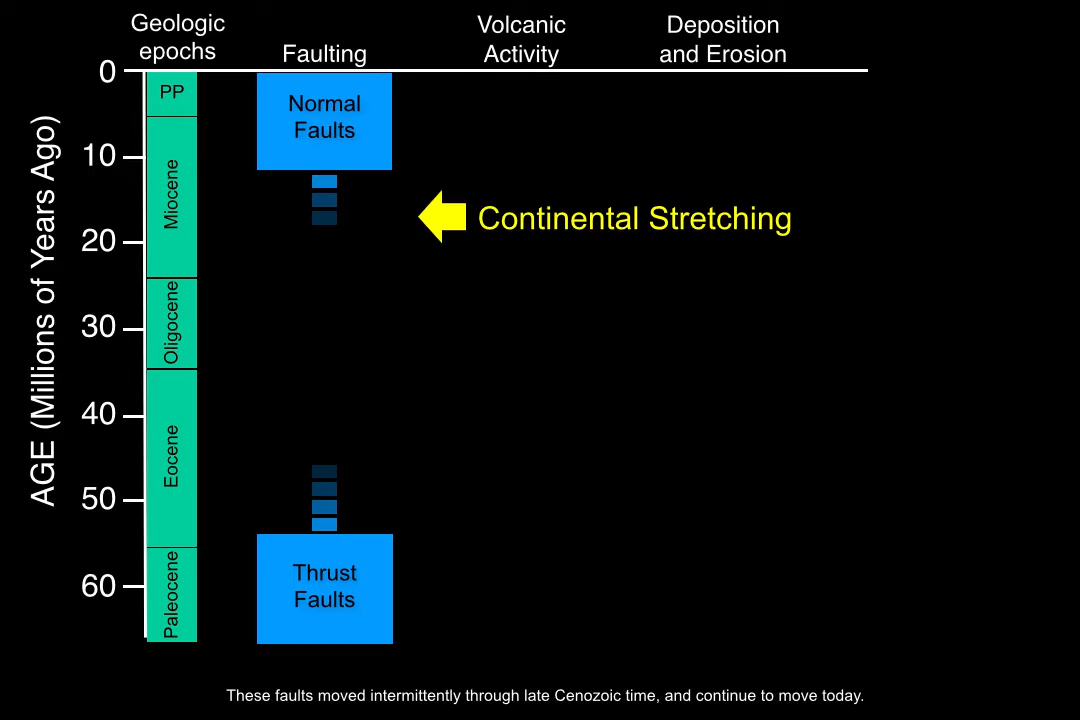 Geologic
epochs
Faulting
Volcanic
Activity
Deposition
and Erosion
AGE (Millions of Years Ago)
0
10
20
30
40
50
60
PP
Miocene
Oligocene
Eocene
Paleocene
Normal
Faults
Continental Stretching
Thrust
Faults
These faults moved intermittently through late Cenozoic time, and continue to move today.